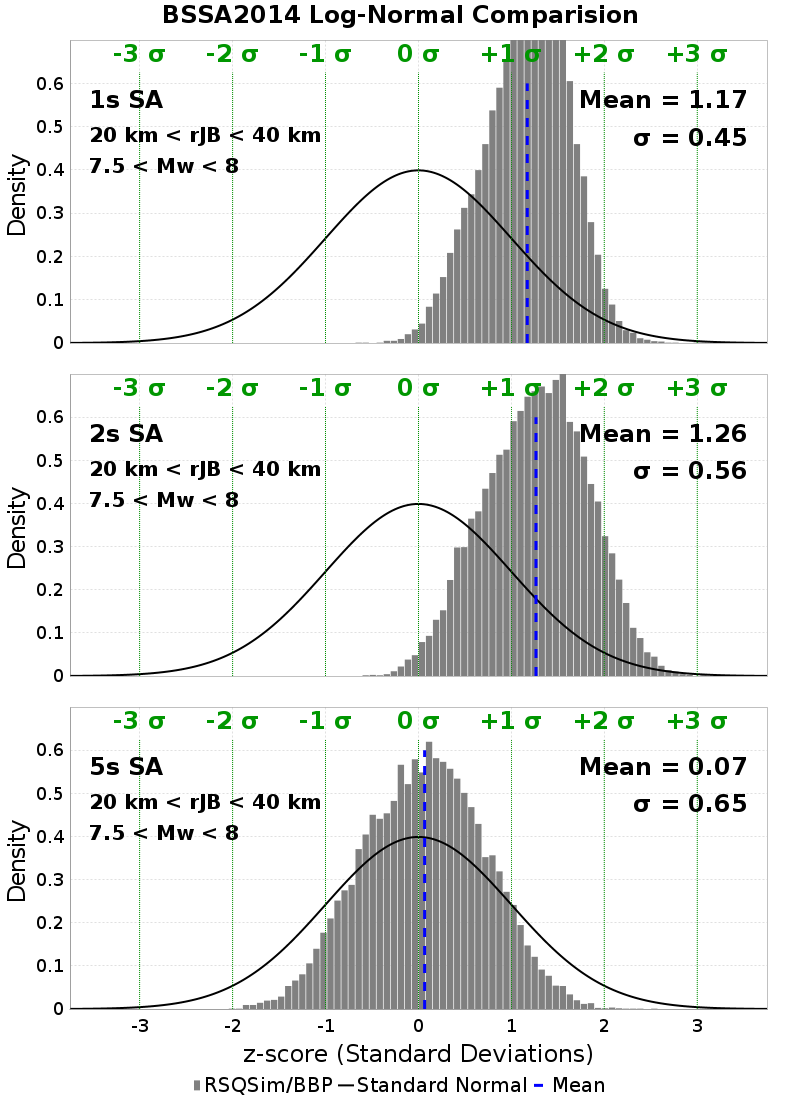 BSSA2014 Log-Normal Comparision
-3 σ -2 σ -1 σ 0 σ +1 σ +2 σ +3 σ
1s SA Mean = 1.17
20 km < rJB < 40 km σ = 0.45
7.5 < Mw < 8
Density
0.6
0.5
0.4
0.3
0.2
0.1
0
-3 σ -2 σ -1 σ 0 σ +1 σ +2 σ +3 σ
2s SA Mean = 1.26
20 km < rJB < 40 km σ = 0.56
7.5 < Mw < 8
Density
0.6
0.5
0.4
0.3
0.2
0.1
0
-3 σ -2 σ -1 σ 0 σ +1 σ +2 σ +3 σ
5s SA Mean = 0.07
20 km < rJB < 40 km σ = 0.65
7.5 < Mw < 8
Density
0.6
0.5
0.4
0.3
0.2
0.1
0
-3 -2 -1 0 1 2 3
z-score (Standard Deviations)
RSQSim/BBP Standard Normal Mean